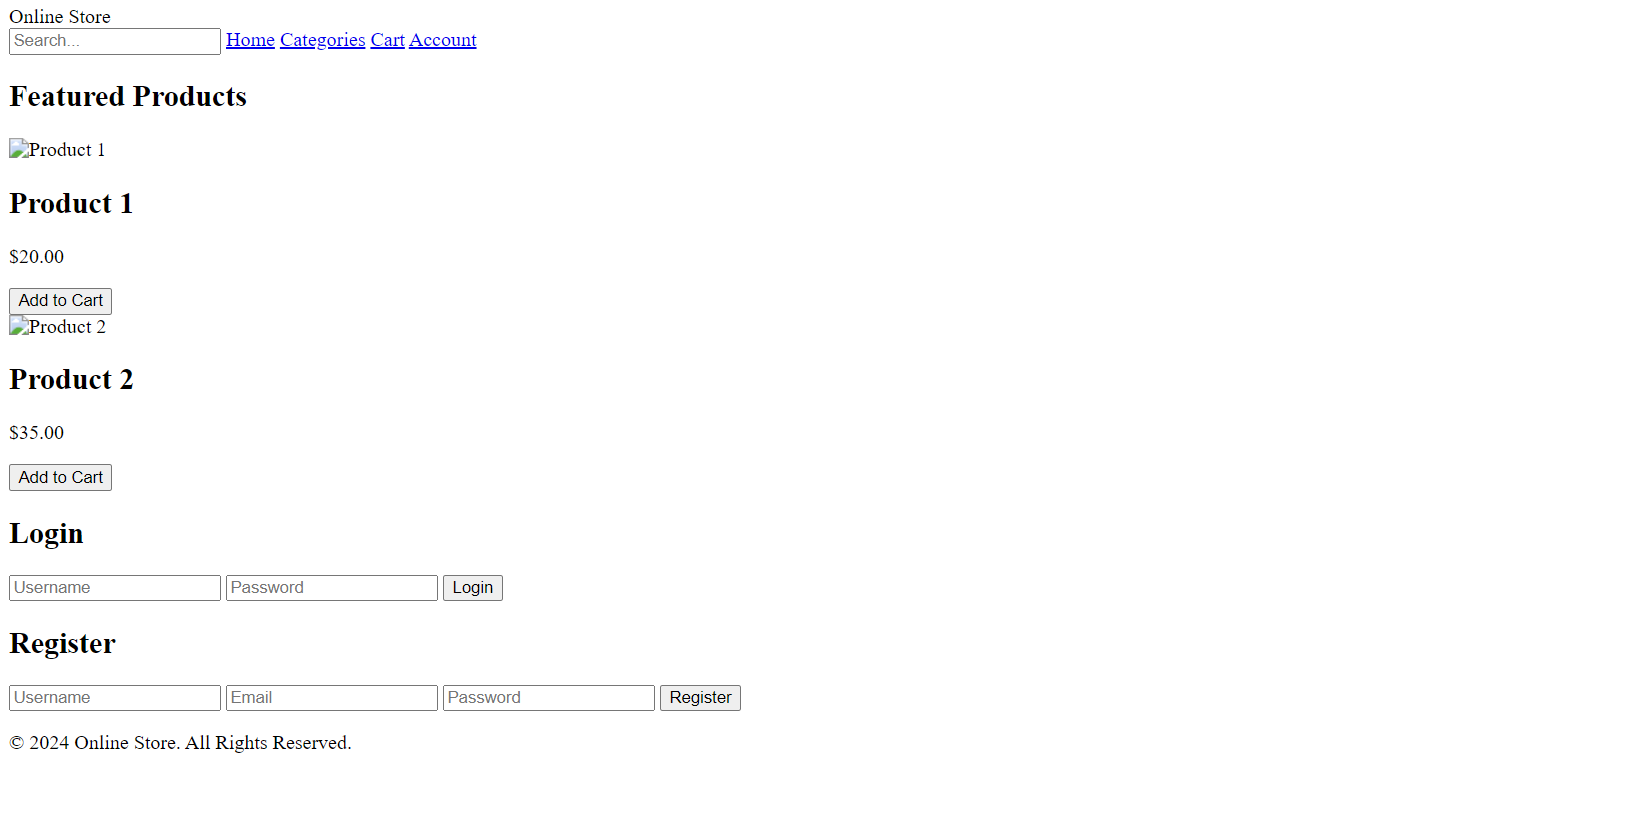 Online Store
Search... Home Categories Cart Account
Featured Products
Product 1
Product 1
$20.00
Add to Cart
Product 2
Product 2
$35.00
Add to Cart
Login
Username Password Login
Register
Username Email Password Register
© 2024 Online Store. All Rights Reserved.